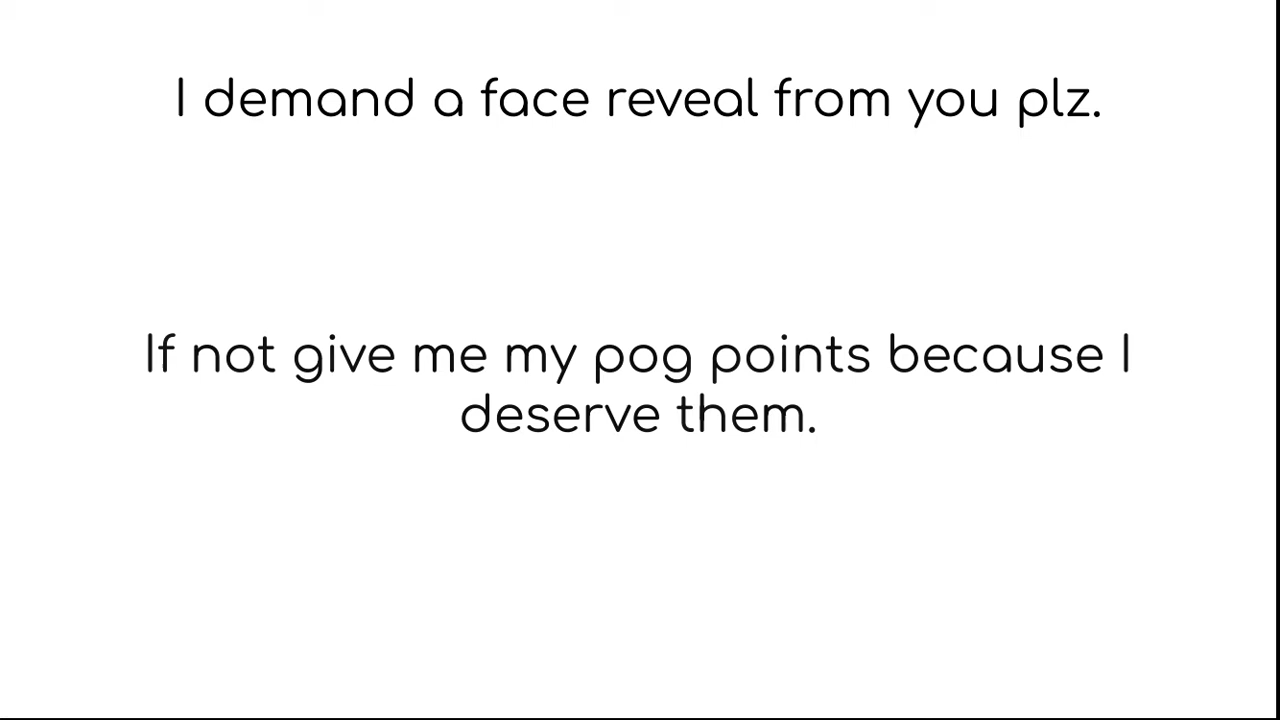 I demand a face reveal from you plz.
If not give me my pog points because I
deserve them.